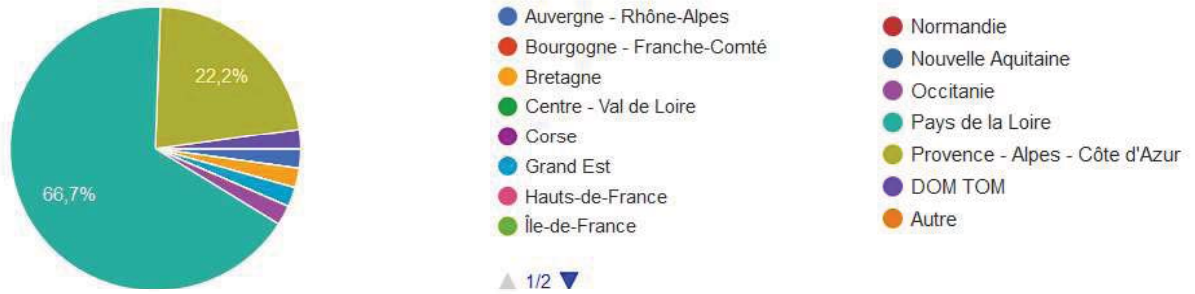 22,2%
66,7%
Auvergne - Rhône-Alpes
Bourgogne - Franche-Comté
Bretagne
Centre - Val de Loire
Corse
Grand Est
Hauts-de-France
Île-de-France
1/2
Normandie
Nouvelle Aquitaine
Occitanie
Pays de la Loire
Provence - Alpes - Côte d'Azur
DOM TOM
Autre